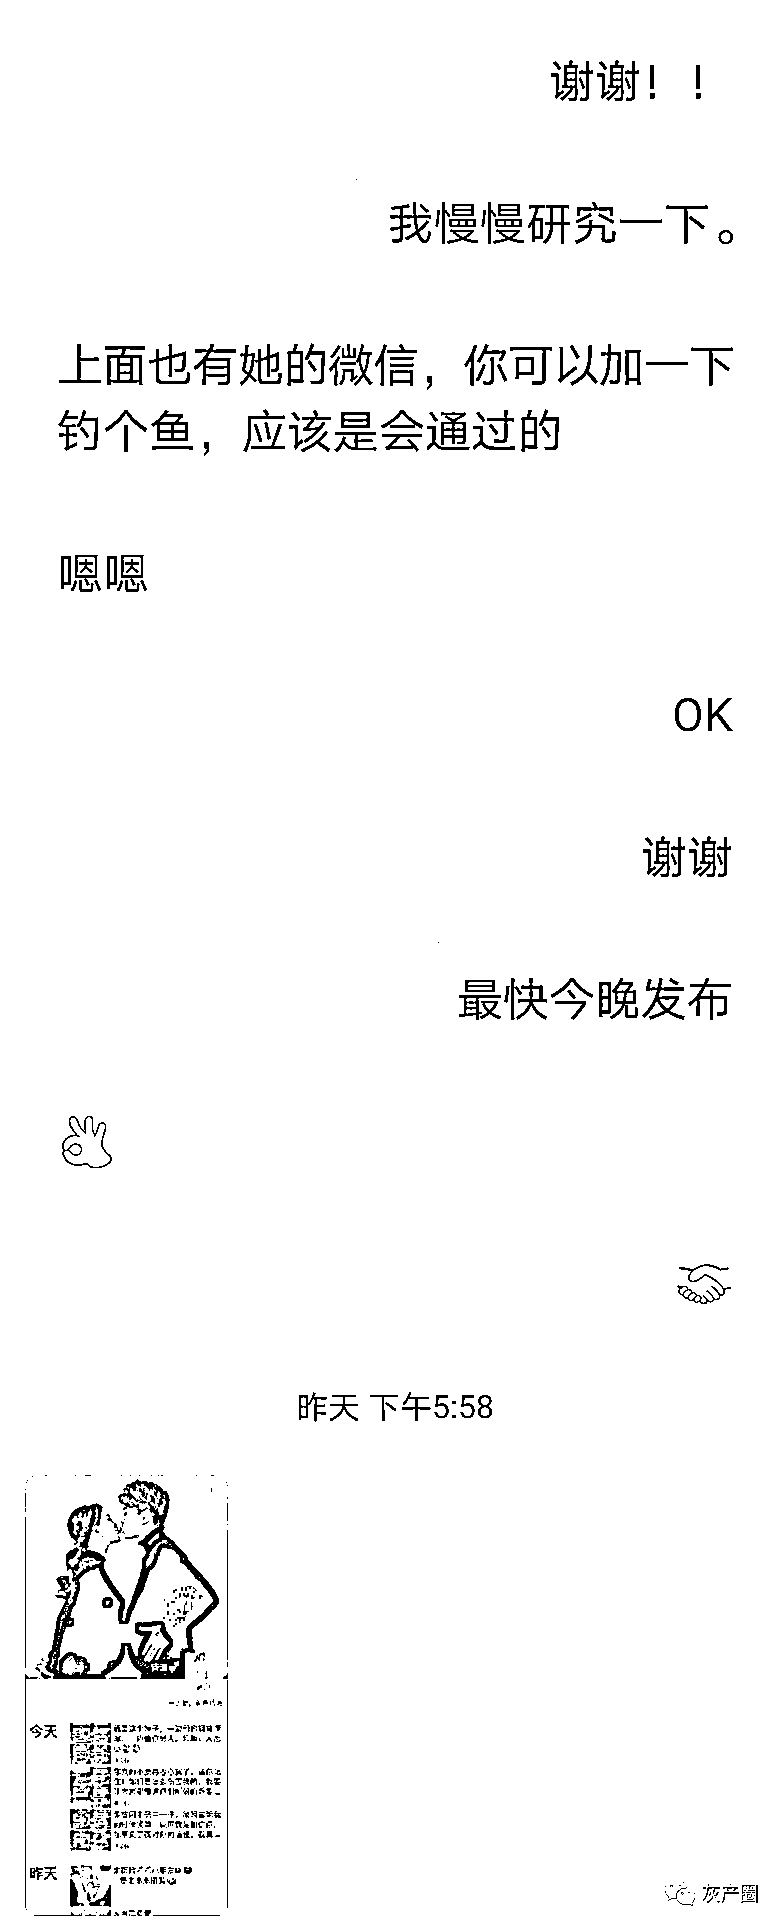 谢谢！！
我慢慢研究一下。
上面也有她的微信，你可以加一下
钓个鱼，应该是会通过的
嗯嗯
OK
谢谢
最快今晚发布
昨天 下午5:58
今天
昨天
灰产圈